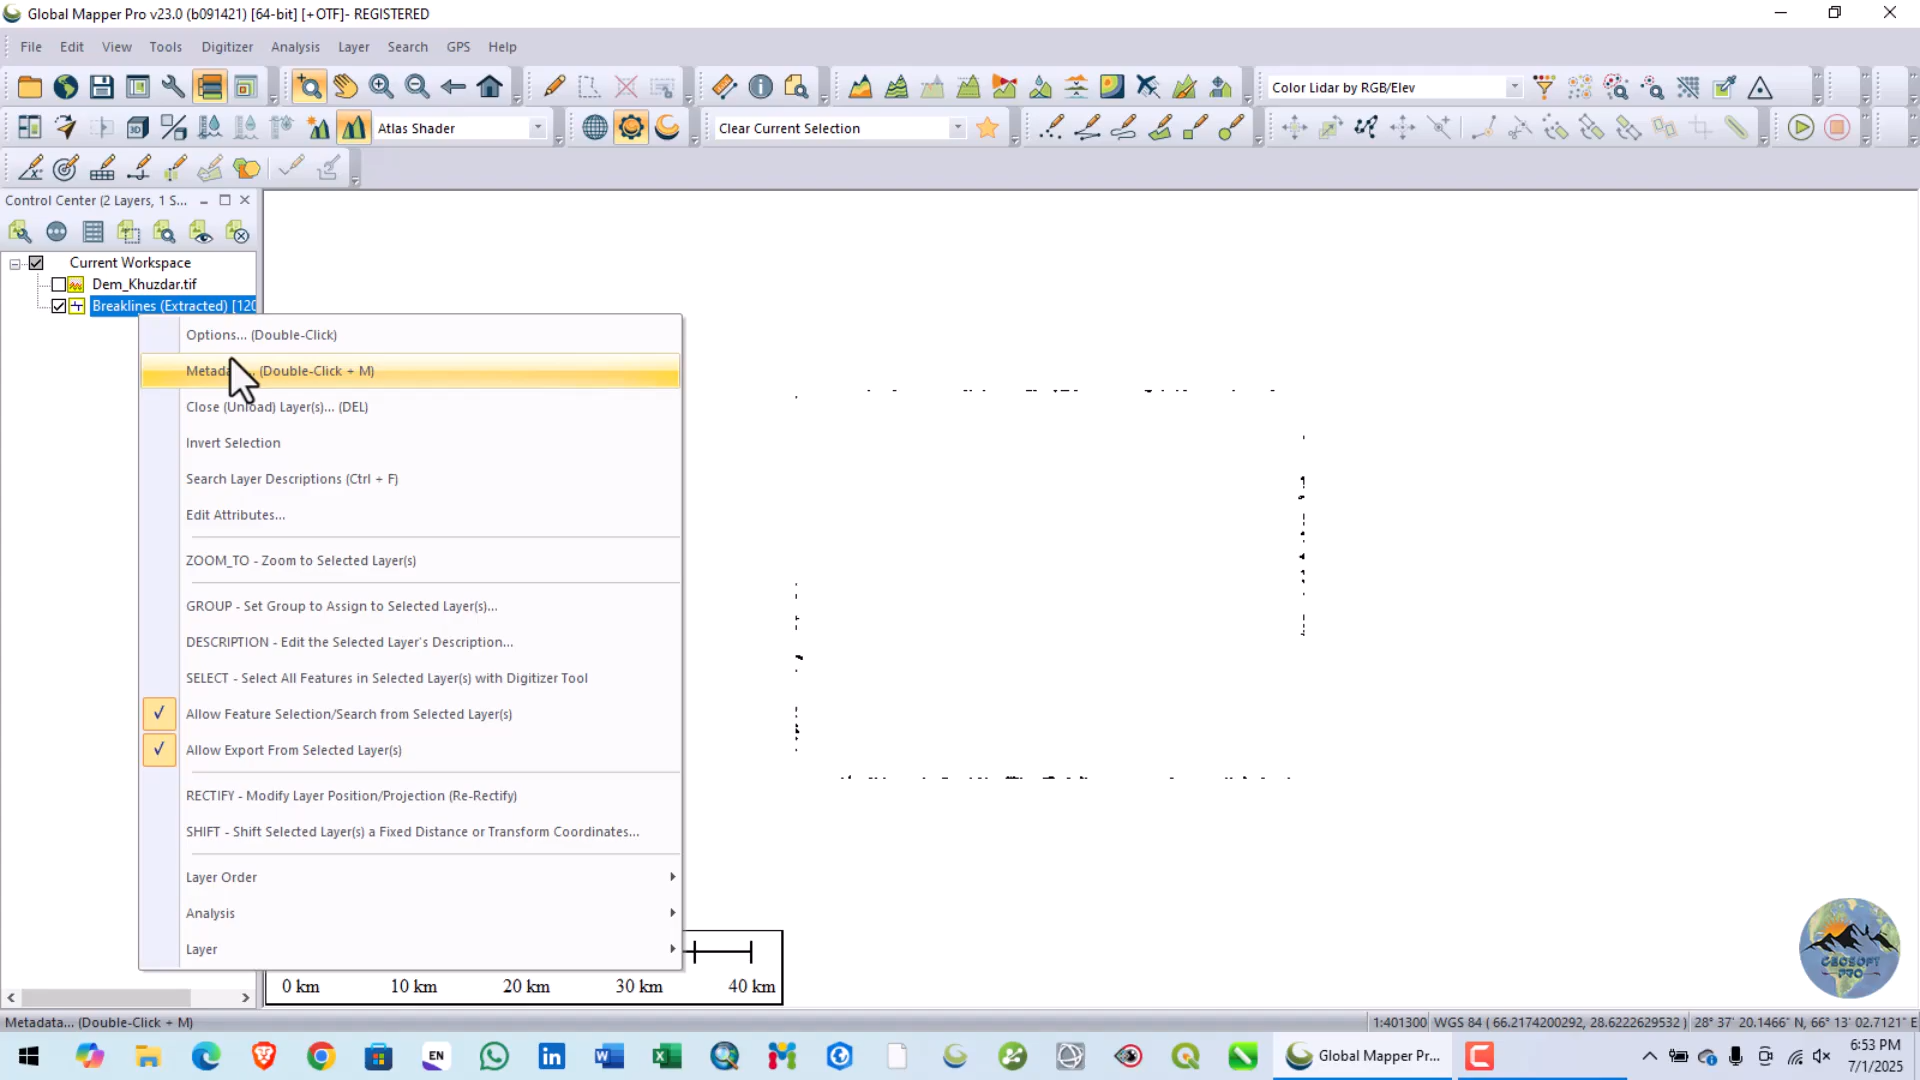 Global Mapper Pro v23.0 (b091421) [64-bit] [+OTF]- REGISTERED
File Edit View Tools Digitizer Analysis Layer Search GPS Help
Color Lidar by RGB/Elev
Atlas Shader
Clear Current Selection
Control Center (2 Layers, 1 S...
Current Workspace
Dem_Khuzdar.tif
Breaklines (Extracted) [120
Options... (Double-Click)
(Double-Click + M)
Close (Unload) Layer(s)... (DEL)
Invert Selection
Search Layer Descriptions (Ctrl + F)
Edit Attributes...
ZOOM_TO - Zoom to Selected Layer(s)
GROUP - Set Group to Assign to Selected Layer(s)...
DESCRIPTION - Edit the Selected Layer's Description...
SELECT - Select All Features in Selected Layer(s) with Digitizer Tool
Allow Feature Selection/Search from Selected Layer(s)
Allow Export From Selected Layer(s)
RECTIFY - Modify Layer Position/Projection (Re-Rectify)
SHIFT - Shift Selected Layer(s) a Fixed Distance or Transform Coordinates...
Layer Order
Analysis
Layer
0 km 10 km 20 km 30 km 40 km
GEOSOFT
PRO
Metadata... (Double-Click + M)
1:401300 WGS 84 ( 66.2174200292, 28.6222629532 ) 28° 37' 20.1466" N, 66° 13' 02.7121" E
EN
Global Mapper Pr...
6:53 PM
7/1/2025